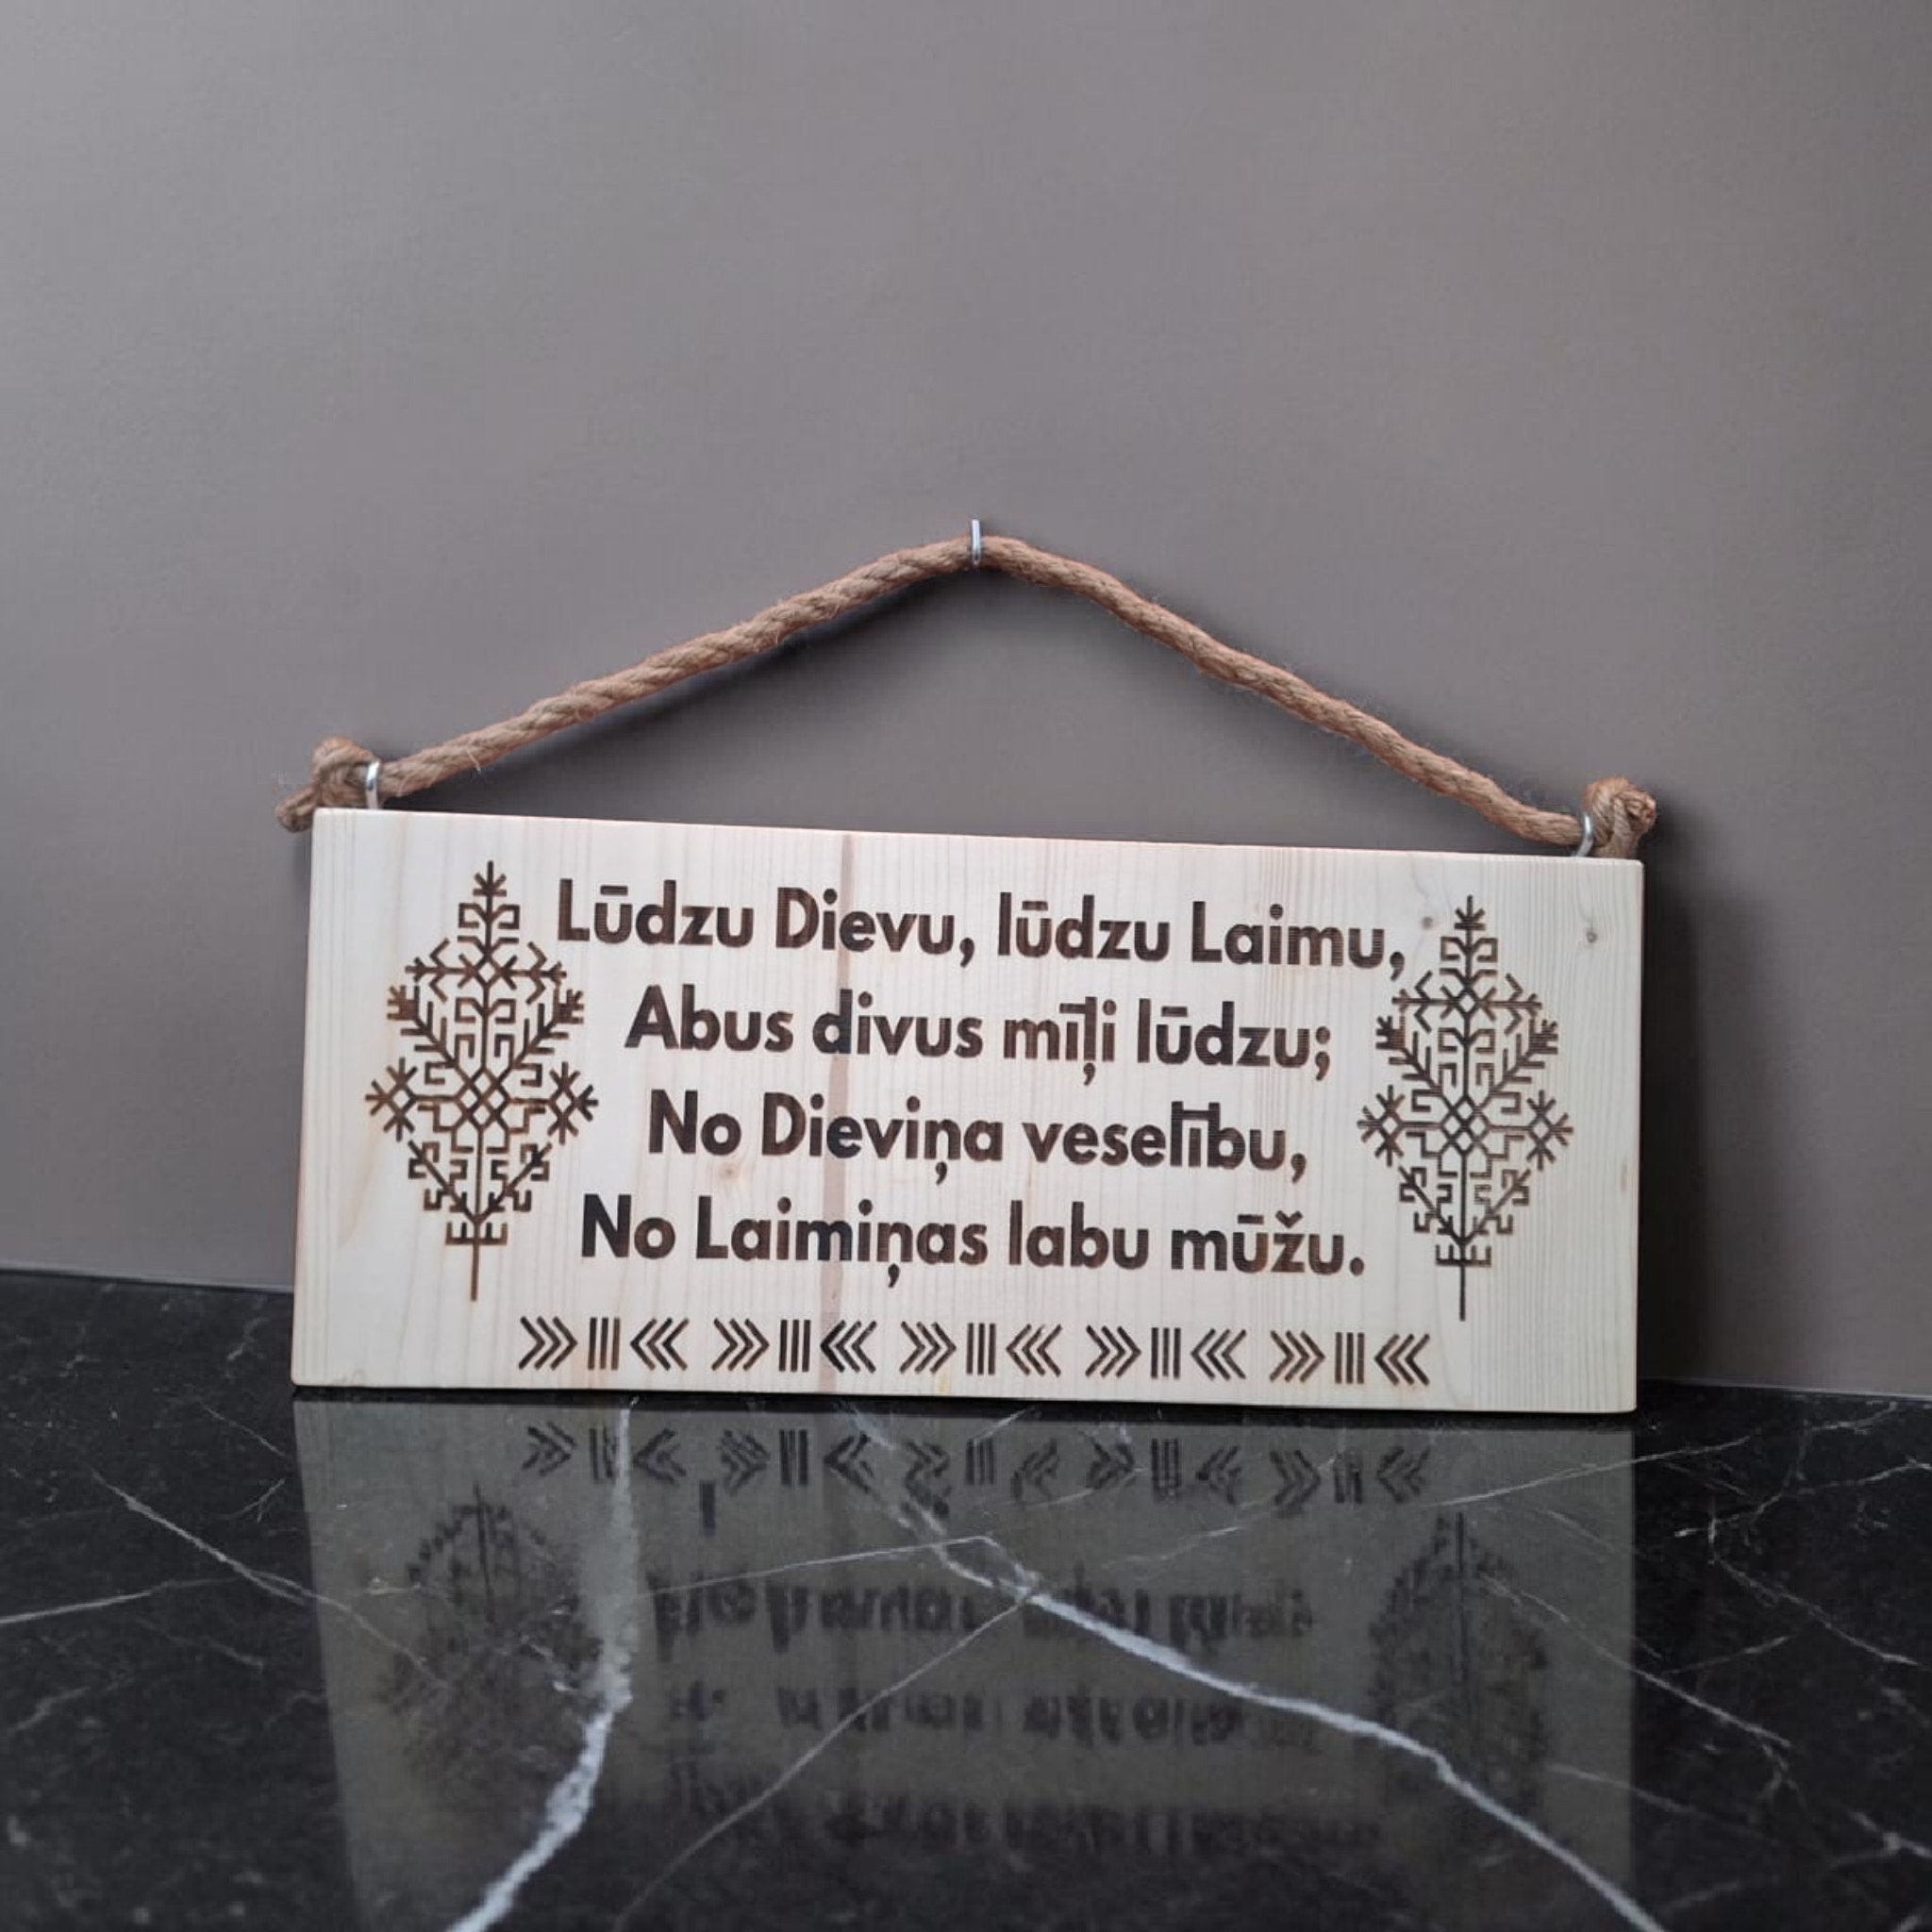 Lūdzu Dievu, lūdzu Laimu,
Abus divus mīļi lūdzu;
No Dieviņa veselību,
No Laimiņas labu mūžu.